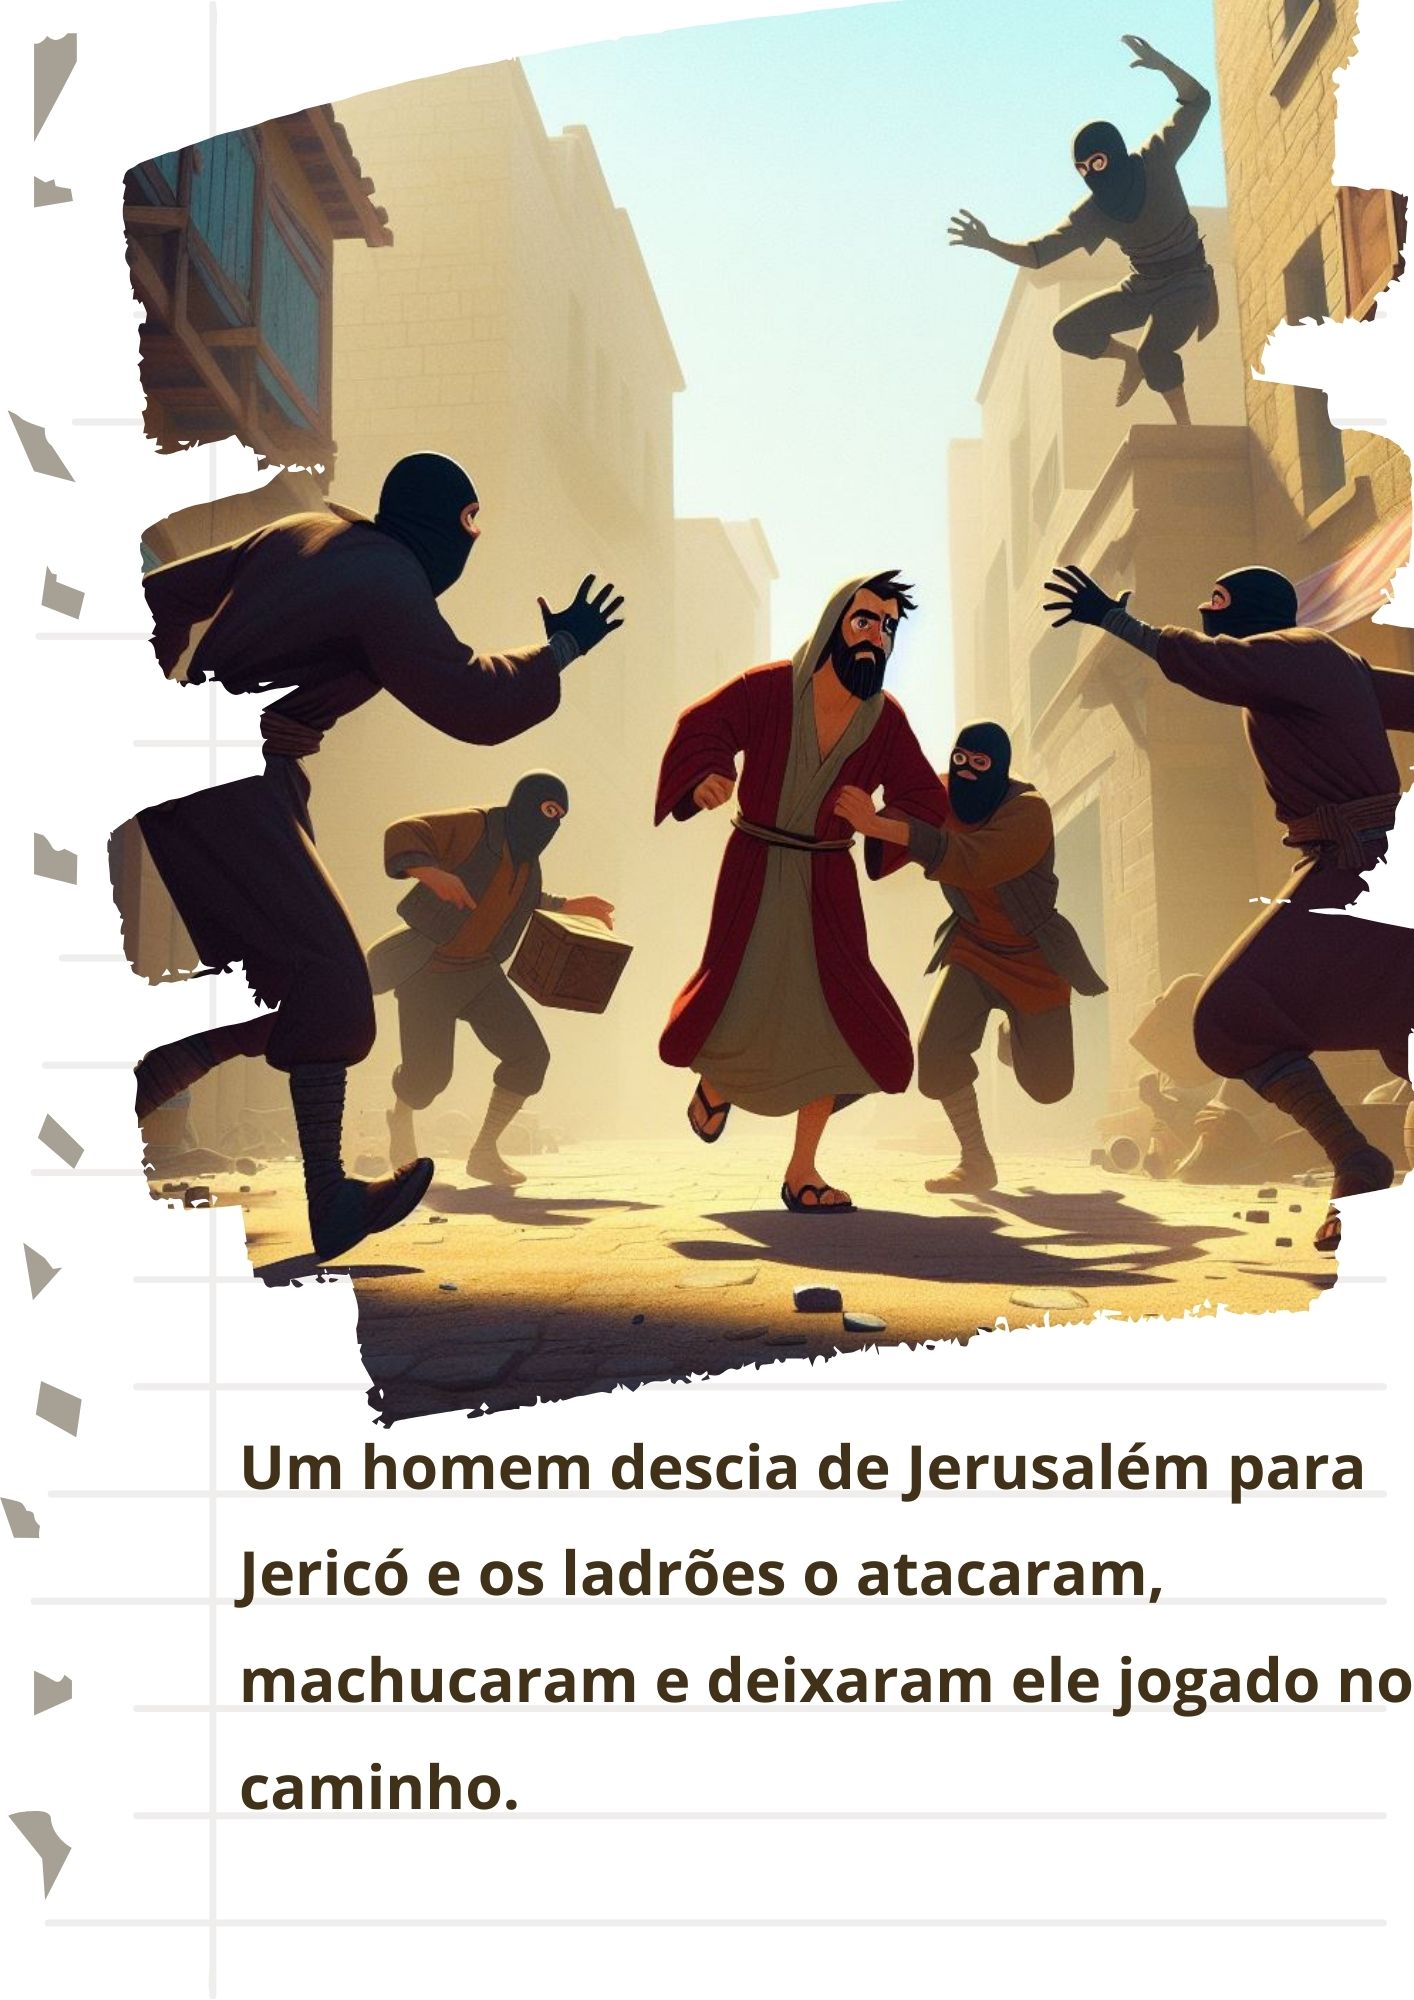 Um homem descia de Jerusalém para
Jericó e os ladrões o atacaram,
machucaram e deixaram ele jogado no
caminho.